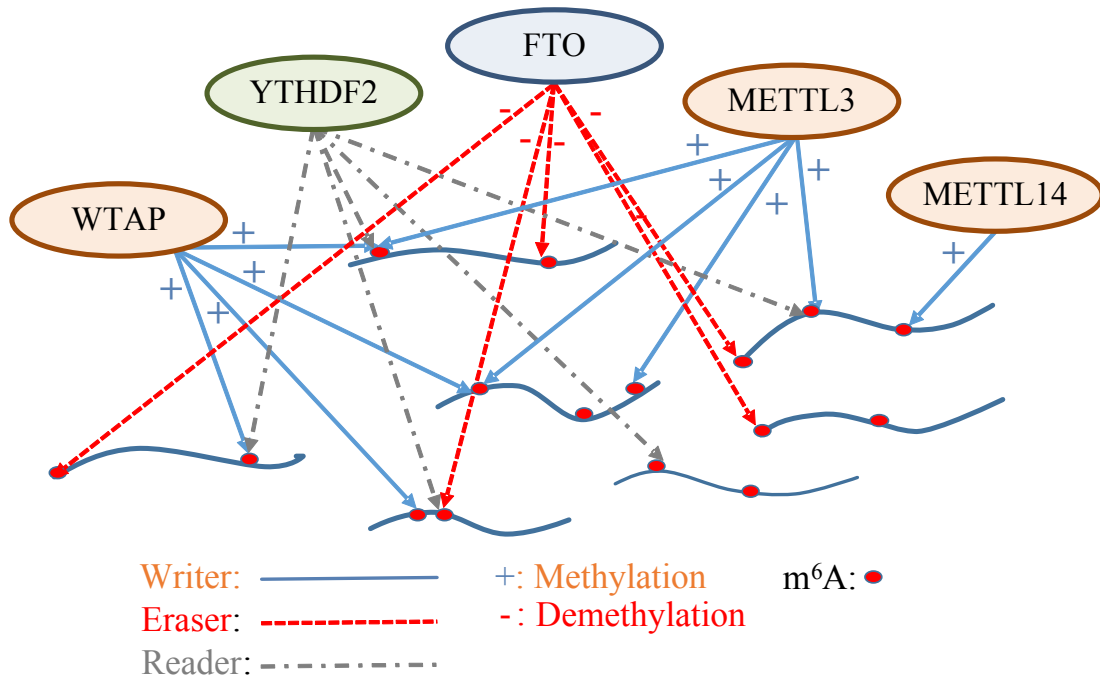 FTO
YTHDF2
METTL3
METTL14
WTAP
- - - -
-
+ + + + +
+ + + +
Writer: +: Methylation m⁶A:
Eraser: -: Demethylation
Reader: